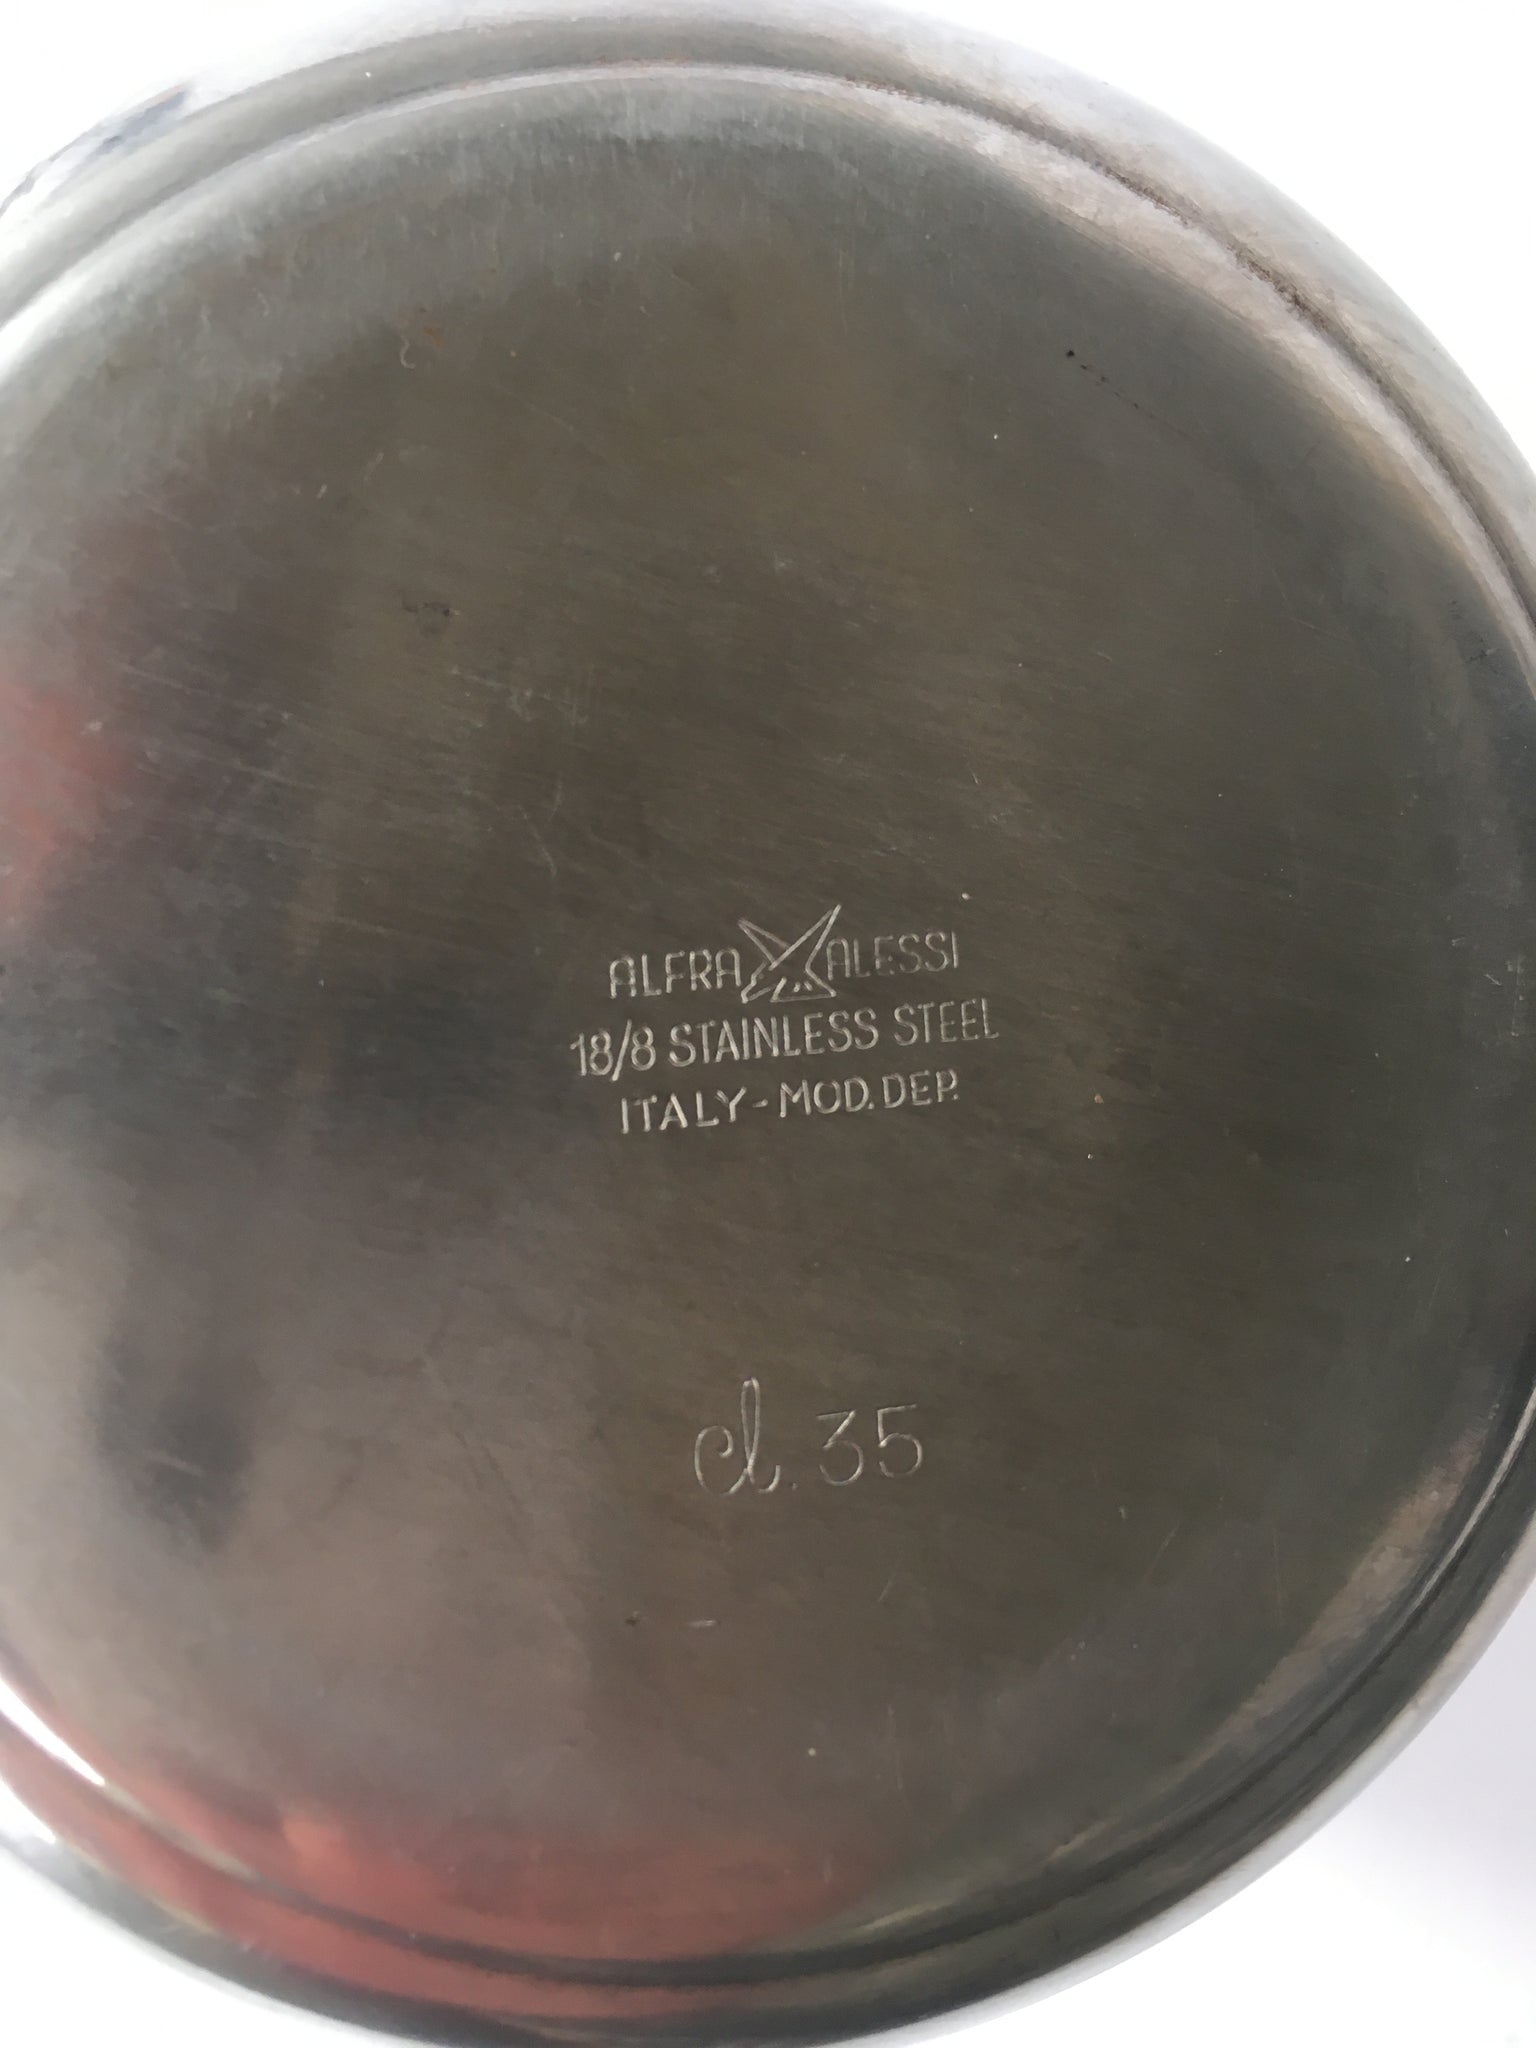 ALFRA ALESSI
18/8 STAINLESS STEEL
ITALY-MOD.DEP.
cl. 35